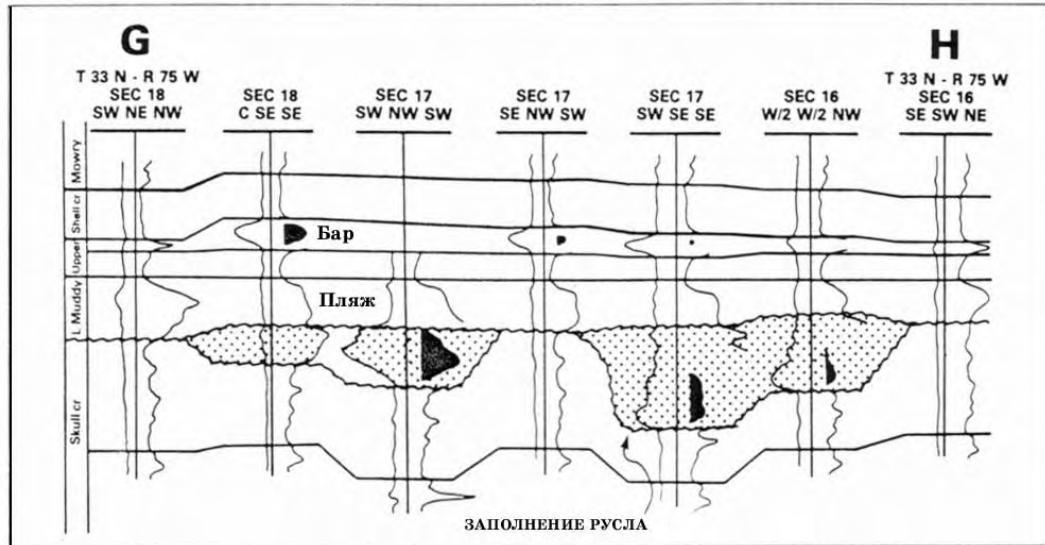 G
H
T 33 N - R 75 W
SEC 18
SW NE NW
SEC 18
C SE SE
SEC 17
SW NW SW
SEC 17
SE NW SW
SEC 17
SW SE SE
SEC 16
W/2 W/2 NW
T 33 N - R 75 W
SEC 16
SE SW NE
Mowry
Shell cr
Upper
L Muddy
Skull cr
Бар
Пляж
ЗАПОЛНЕНИЕ РУСЛА